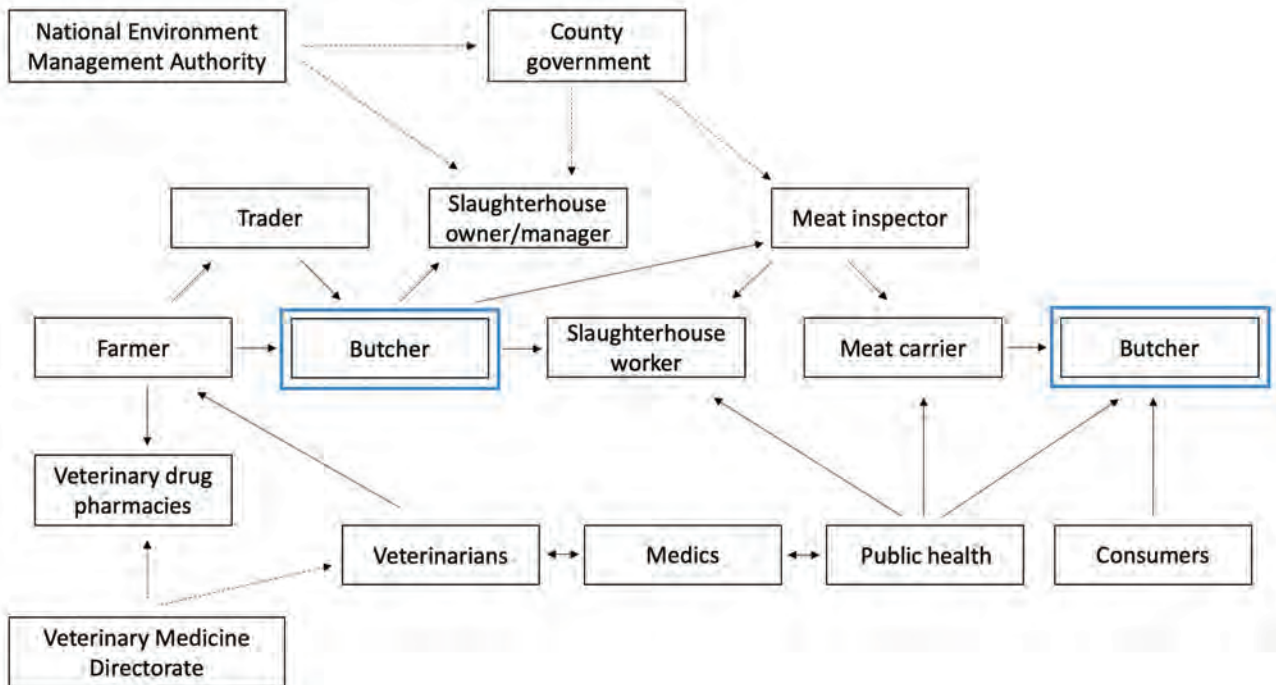 National Environment
Management Authority
County
government
Trader
Slaughterhouse
owner/manager
Meat inspector
Farmer
Butcher
Slaughterhouse
worker
Meat carrier
Butcher
Veterinary drug
pharmacies
Veterinarians
Medics
Public health
Consumers
Veterinary Medicine
Directorate